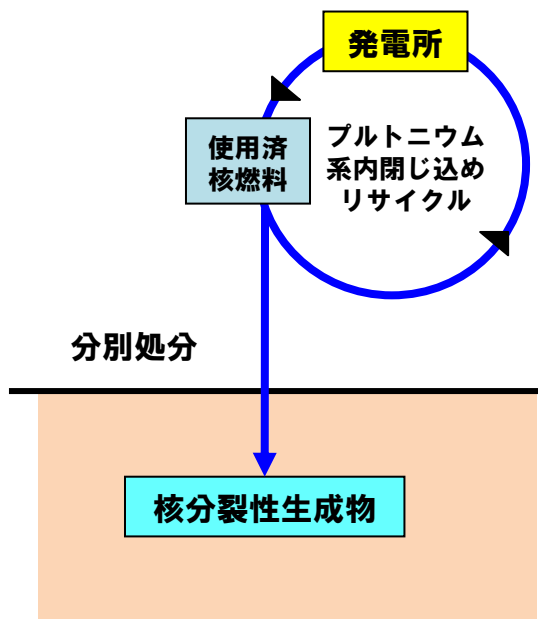 発電所
使用済
核燃料
プルトニウム
系内閉じ込め
リサイクル
分別処分
核分裂性生成物